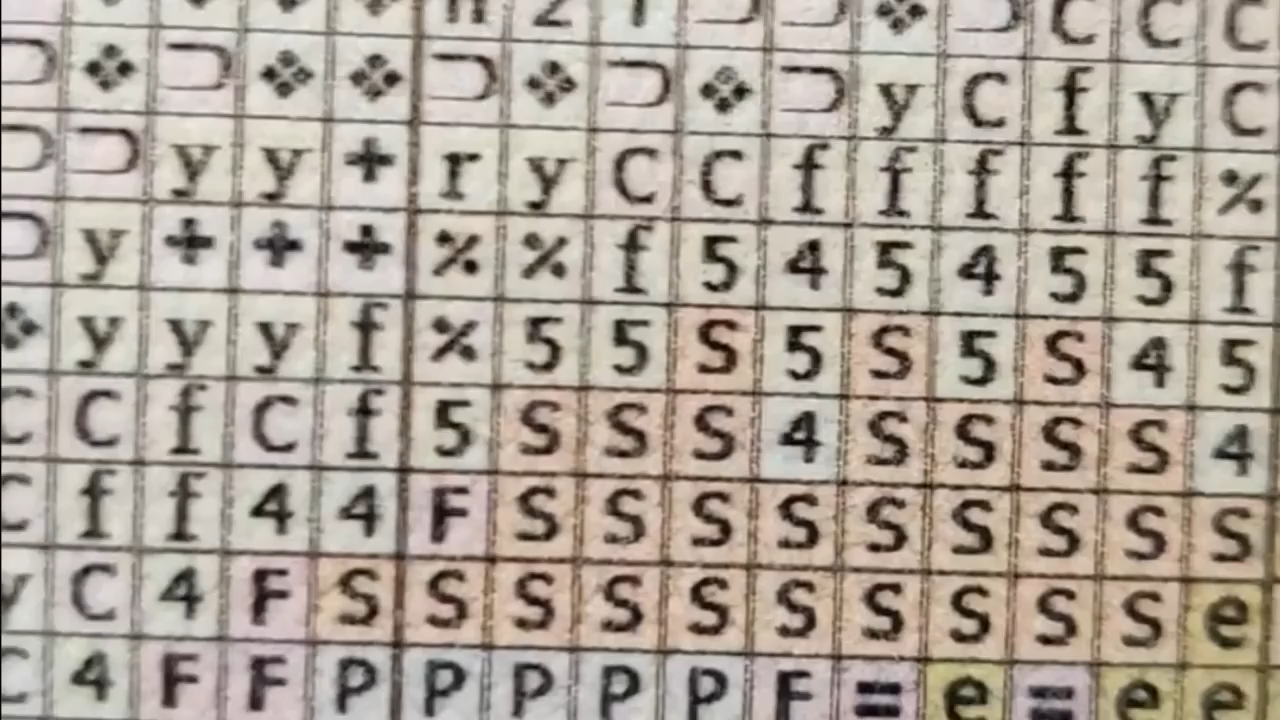 n 2 r ⊃ ⊃ ❖ ⊃ C C C
⊃ ❖ ⊃ ❖ ❖ ⊃ ❖ ⊃ ❖ ⊃ y C f y C
⊃ ⊃ y y + r y C C f f f f f %
⊃ y + + + % % f 5 4 5 4 5 5 f
❖ y y y f % 5 5 S 5 S 5 S 4 5
C C f C f 5 S S S 4 S S S S 4
C f f 4 4 F S S S S S S S S S
y C 4 F S S S S S S S S S S e
C 4 F F P P P P P F = e = e e